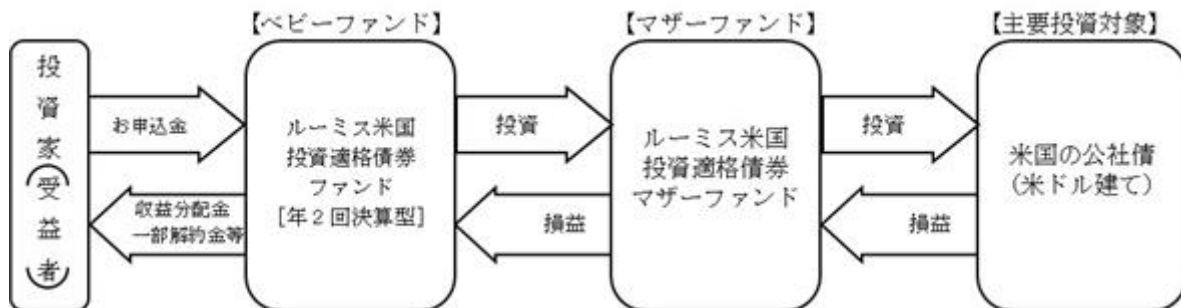 【ベビーファンド】
【マザーファンド】
【主要投資対象】
投資家(受益者)
お申込金
収益分配金
一部解約金等
ルーミス米国
投資適格債券
ファンド
[年２回決算型]
投資
損益
ルーミス米国
投資適格債券
マザーファンド
投資
損益
米国の公社債
(米ドル建て)